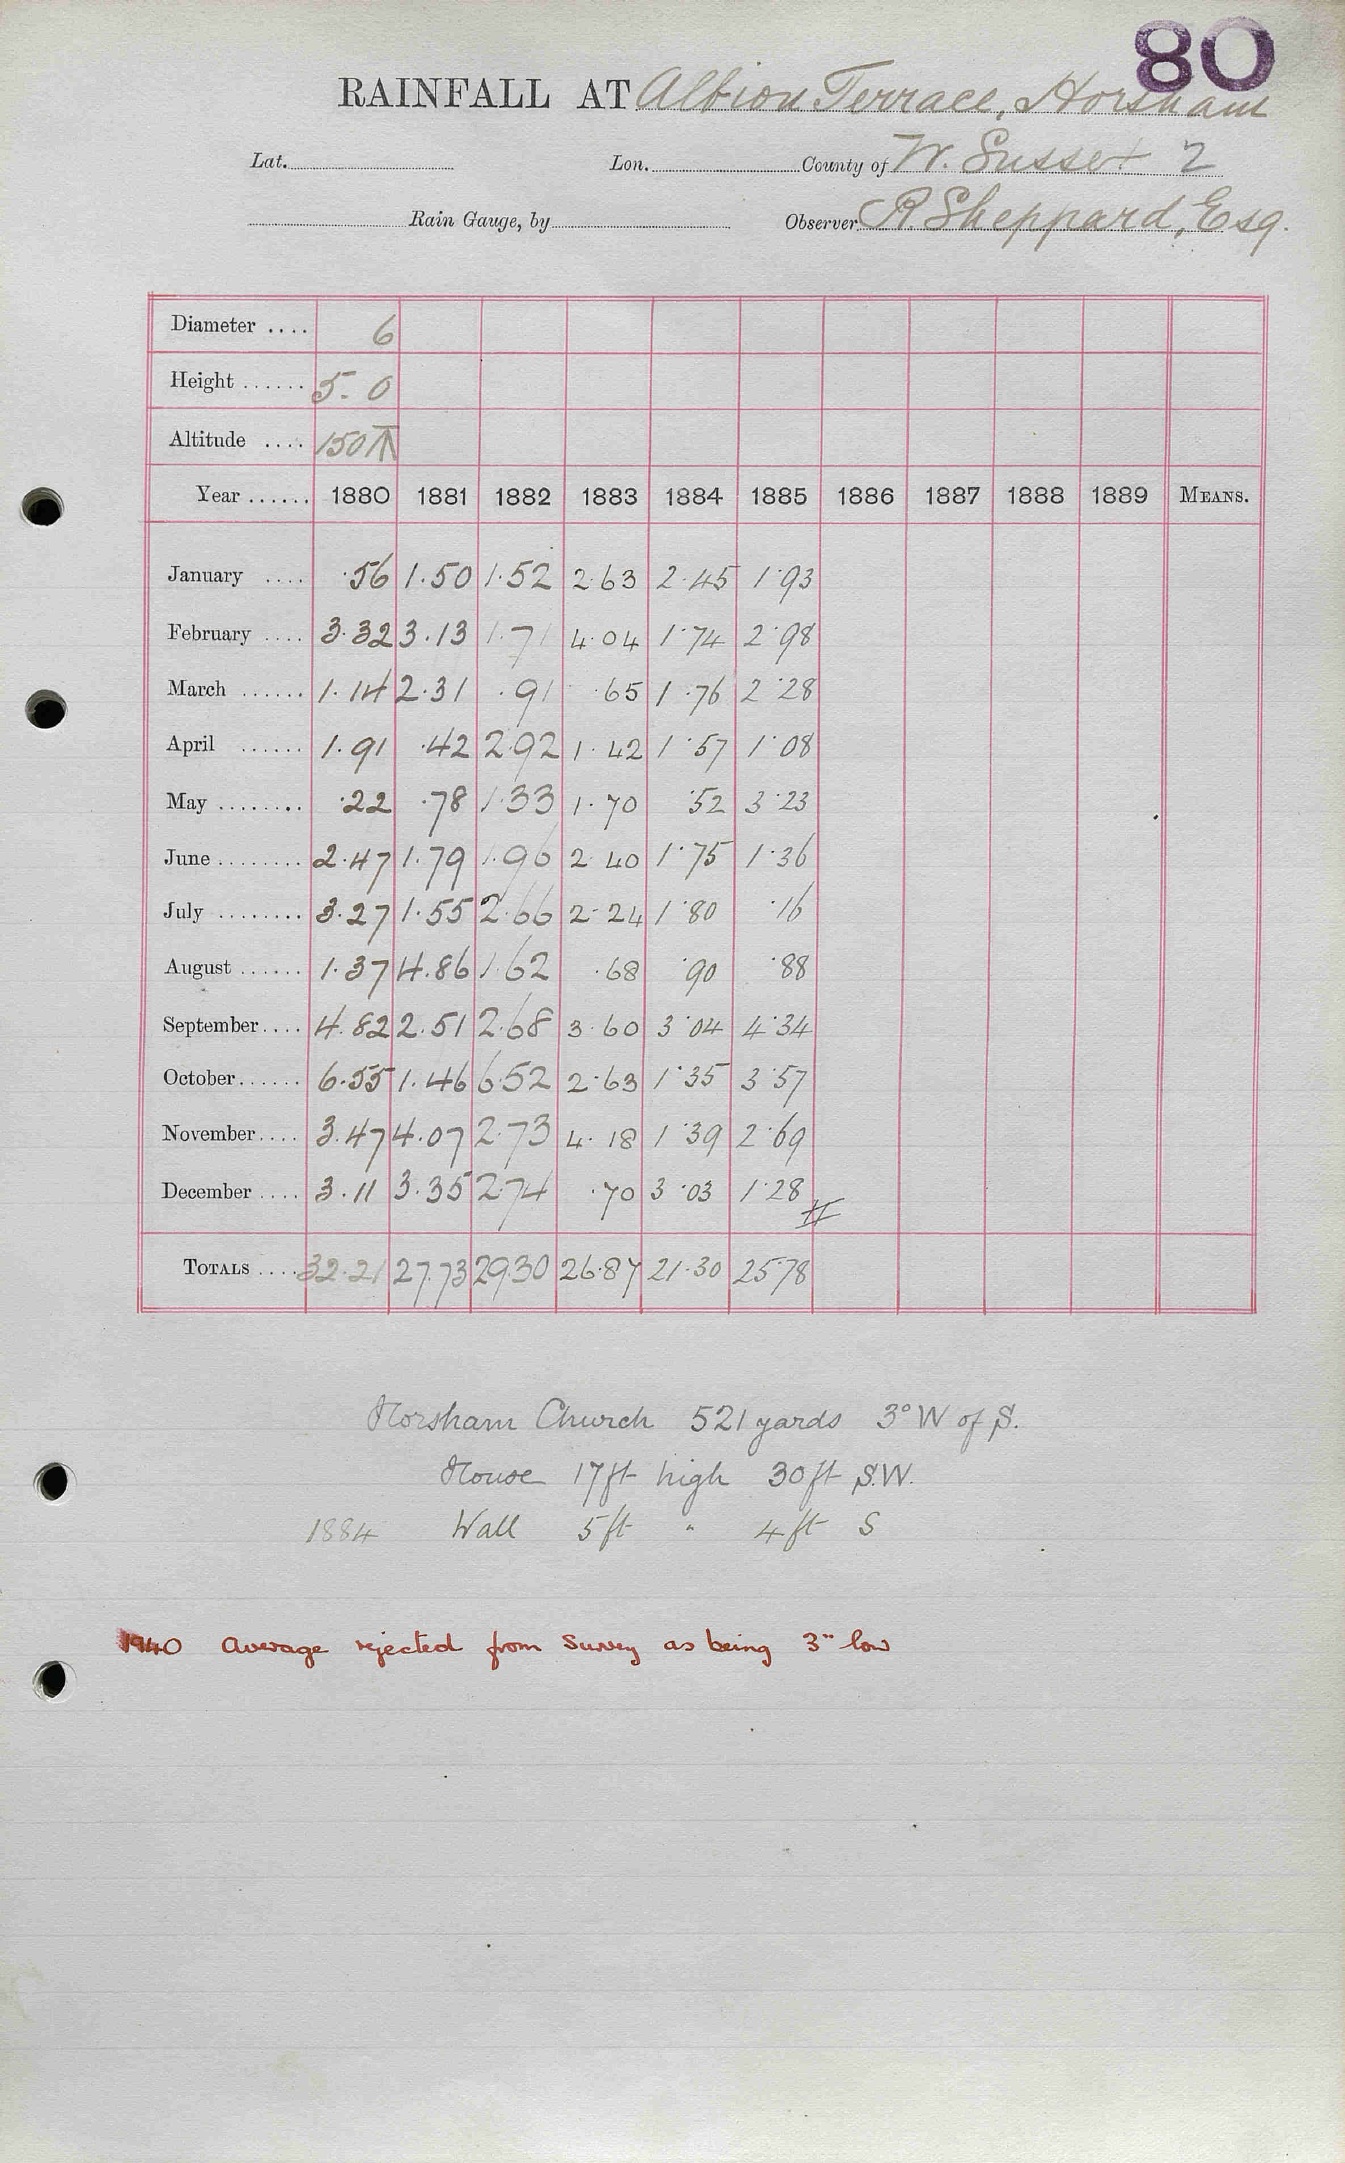 80
RAINFALL AT Albion Terrace, Horsham
Lat. Lon. County of W. Sussex 2
Rain Gauge, by Observer R. Sheppard, Esq.
Diameter .... 6
Height ...... 5. 0
Altitude .... 150
Year ...... 1880 1881 1882 1883 1884 1885 1886 1887 1888 1889 MEANS.
January .... ·56 1·50 1·52 2·63 2·45 1·93
February .... 3·32 3·13 1·71 4·04 1·74 2·98
March ...... 1·14 2·31 ·91 ·65 1·76 2·28
April ...... 1·91 ·42 2·92 1·42 1·57 1·08
May ........ ·22 ·78 1·33 1·70 ·52 3·23
June ........ 2·47 1·79 1·96 2·40 1·75 1·36
July ........ 3·27 1·55 2·66 2·24 1·80 ·16
August ...... 1·37 4·86 1·62 ·68 ·90 ·88
September .... 4·82 2·51 2·68 3·60 3·04 4·34
October ...... 6·55 1·46 6·52 2·63 1·35 3·57
November .... 3·47 4·07 2·73 4·18 1·39 2·69
December .... 3·11 3·35 2·74 ·70 3·03 1·28
TOTALS .... 32·21 27·73 29·30 26·87 21·30 25·78
Horsham Church 521 yards 3° W of S.
House 17ft high 30ft S.W.
1884 Wall 5ft " 4ft S
1940 Average rejected from Survey as being 3" low